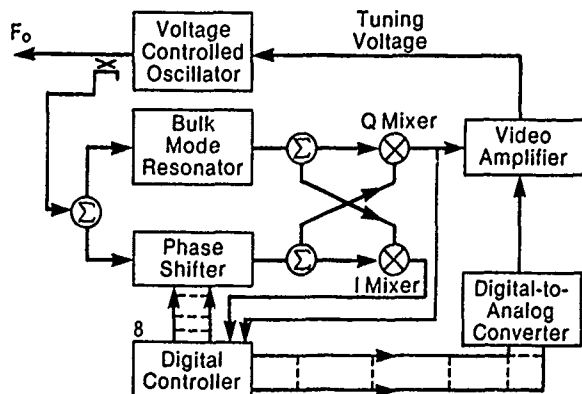 Fo
Voltage
Controlled
Oscillator
Tuning
Voltage
Bulk
Mode
Resonator
Σ
Q Mixer
Video
Amplifier
Σ
Phase
Shifter
Σ
I Mixer
Digital-to-
Analog
Converter
8
Digital
Controller